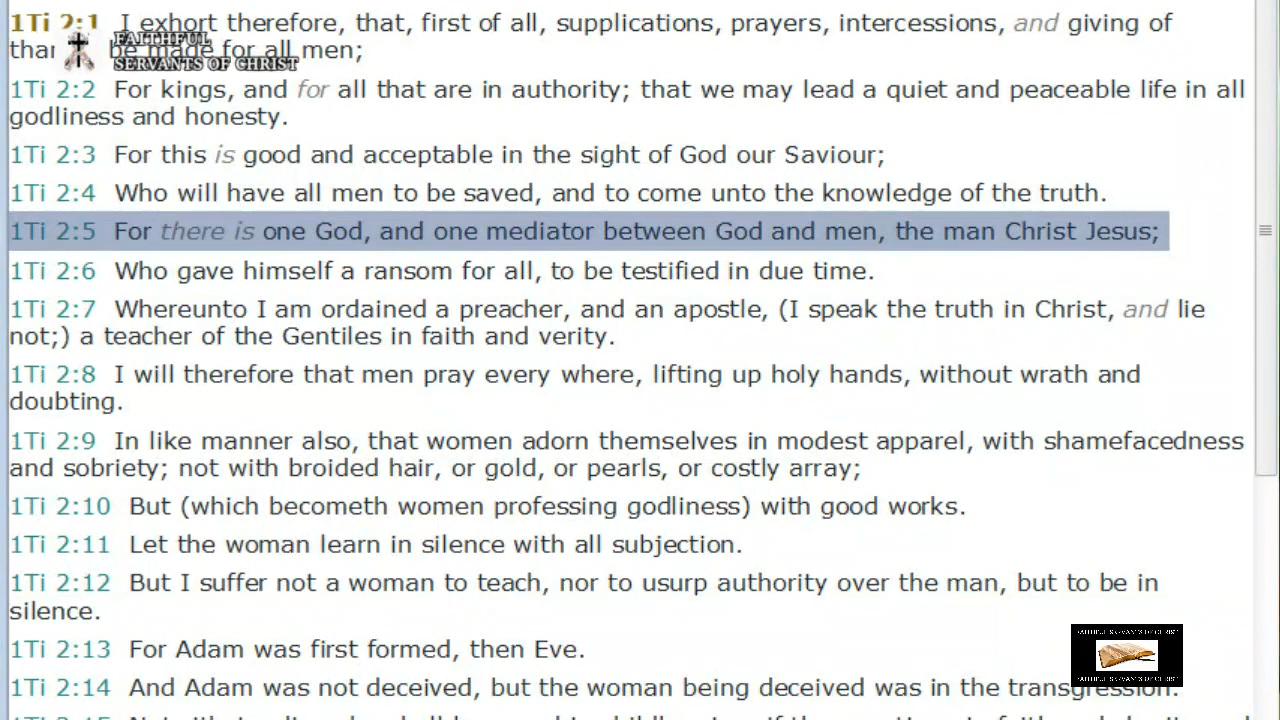 1Ti 2:1 I exhort therefore, that, first of all, supplications, prayers, intercessions, and giving of
be made for all men;
FAITHFUL
SERVANTS OF CHRIST
1Ti 2:2 For kings, and for all that are in authority; that we may lead a quiet and peaceable life in all
godliness and honesty.
1Ti 2:3 For this is good and acceptable in the sight of God our Saviour;
1Ti 2:4 Who will have all men to be saved, and to come unto the knowledge of the truth.
1Ti 2:5 For there is one God, and one mediator between God and men, the man Christ Jesus;
1Ti 2:6 Who gave himself a ransom for all, to be testified in due time.
1Ti 2:7 Whereunto I am ordained a preacher, and an apostle, (I speak the truth in Christ, and lie
not;) a teacher of the Gentiles in faith and verity.
1Ti 2:8 I will therefore that men pray every where, lifting up holy hands, without wrath and
doubting.
1Ti 2:9 In like manner also, that women adorn themselves in modest apparel, with shamefacedness
and sobriety; not with broided hair, or gold, or pearls, or costly array;
1Ti 2:10 But (which becometh women professing godliness) with good works.
1Ti 2:11 Let the woman learn in silence with all subjection.
1Ti 2:12 But I suffer not a woman to teach, nor to usurp authority over the man, but to be in
silence.
1Ti 2:13 For Adam was first formed, then Eve.
FAITHFUL SERVANTS OF CHRIST
FAITHFUL SERVANTS OF CHRIST
1Ti 2:14 And Adam was not deceived, but the woman being deceived was in the transgression.